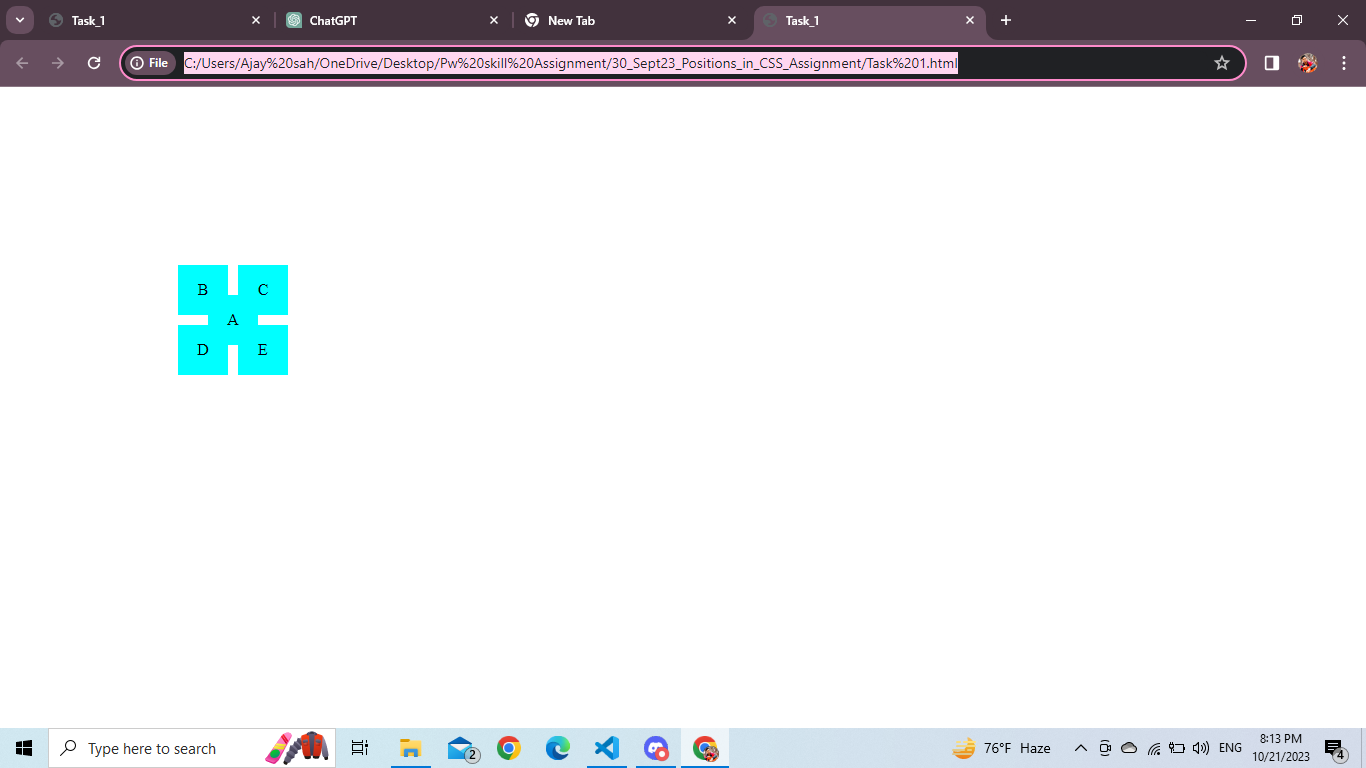 Task_1
ChatGPT
New Tab
Task_1
File
C:/Users/Ajay%20sah/OneDrive/Desktop/Pw%20skill%20Assignment/30_Sept23_Positions_in_CSS_Assignment/Task%201.html
B C
A
D E
Type here to search
2
76°F Haze
ENG
8:13 PM
10/21/2023
4